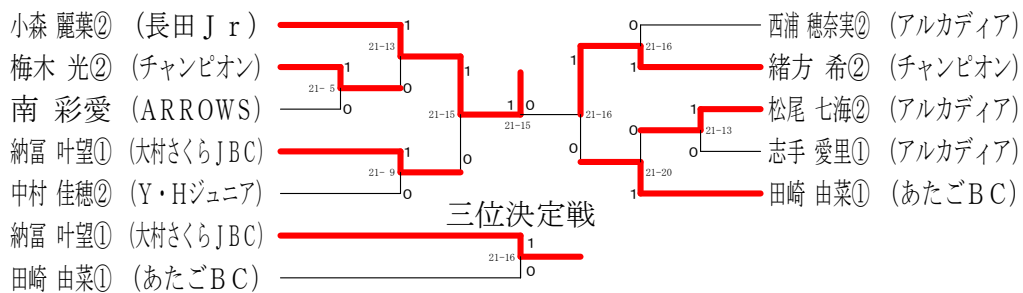 小森 麗葉② (長田Ｊｒ)
梅木 光② (チャンピオン)
南 彩愛 (ARROWS)
納冨 叶望① (大村さくらJBC)
中村 佳穂② (Y・Hジュニア)
1
21-13
0
1
21- 5
0
1
21- 9
0
1
21-15
0
1 0
21-15
西浦 穂奈実② (アルカディア)
緒方 希② (チャンピオン)
松尾 七海② (アルカディア)
志手 愛里① (アルカディア)
田崎 由菜① (あたごＢＣ)
0
21-16
1
1
21-13
0
0
21-20
1
1
21-16
0
三位決定戦
納冨 叶望① (大村さくらJBC)
田崎 由菜① (あたごＢＣ)
1
21-16
0